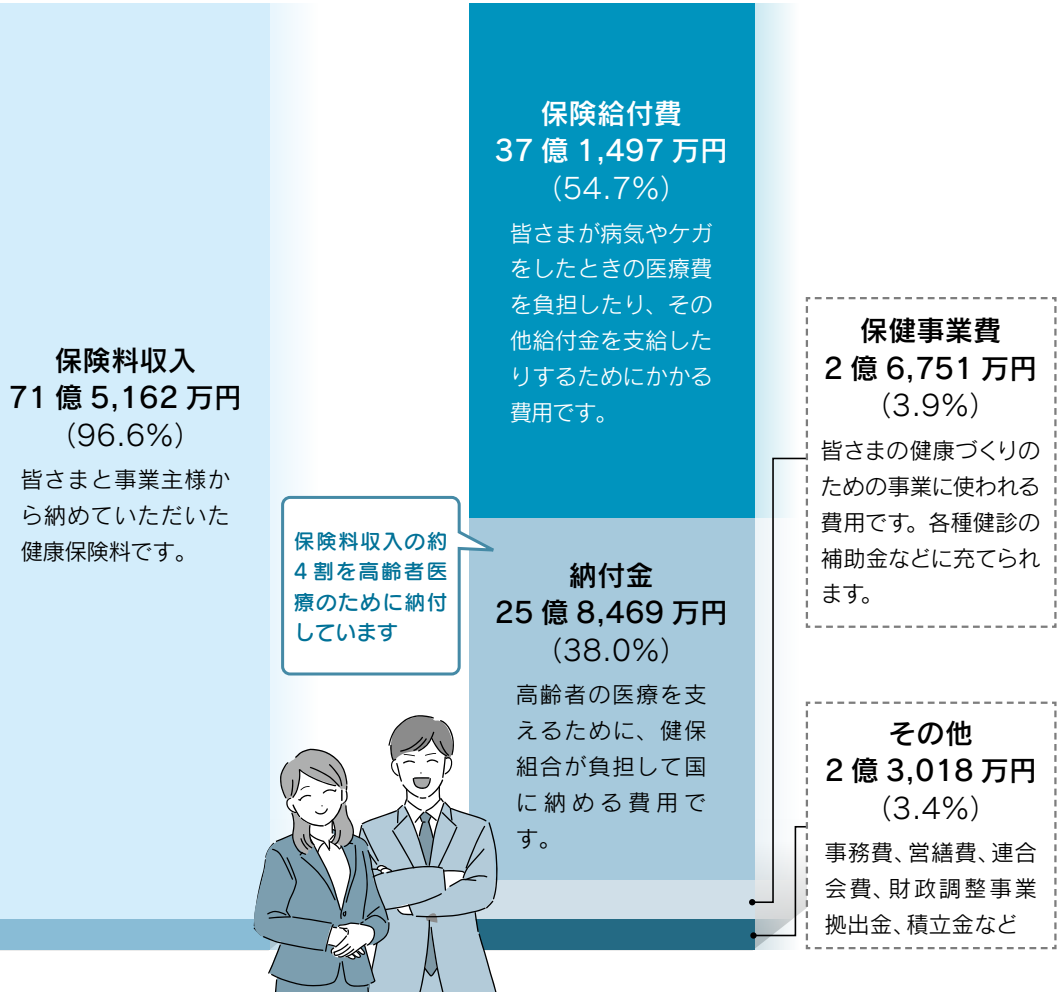 保険料収入
71 億 5,162 万円
（96.6%）
皆さまと事業主様か
ら納めていただいた
健康保険料です。
保険料収入の約
4 割を高齢者医
療のために納付
しています
保険給付費
37 億 1,497 万円
（54.7%）
皆さまが病気やケガ
をしたときの医療費
を負担したり、その
他給付金を支給した
りするためにかかる
費用です。
納付金
25 億 8,469 万円
（38.0%）
高齢者の医療を支
えるために、健保
組合が負担して国
に納める費用で
す。
保健事業費
2 億 6,751 万円
（3.9%）
皆さまの健康づくりの
ための事業に使われる
費用です。各種健診の
補助金などに充てられ
ます。
その他
2 億 3,018 万円
（3.4%）
事務費、営繕費、連合
会費、財政調整事業
拠出金、積立金など